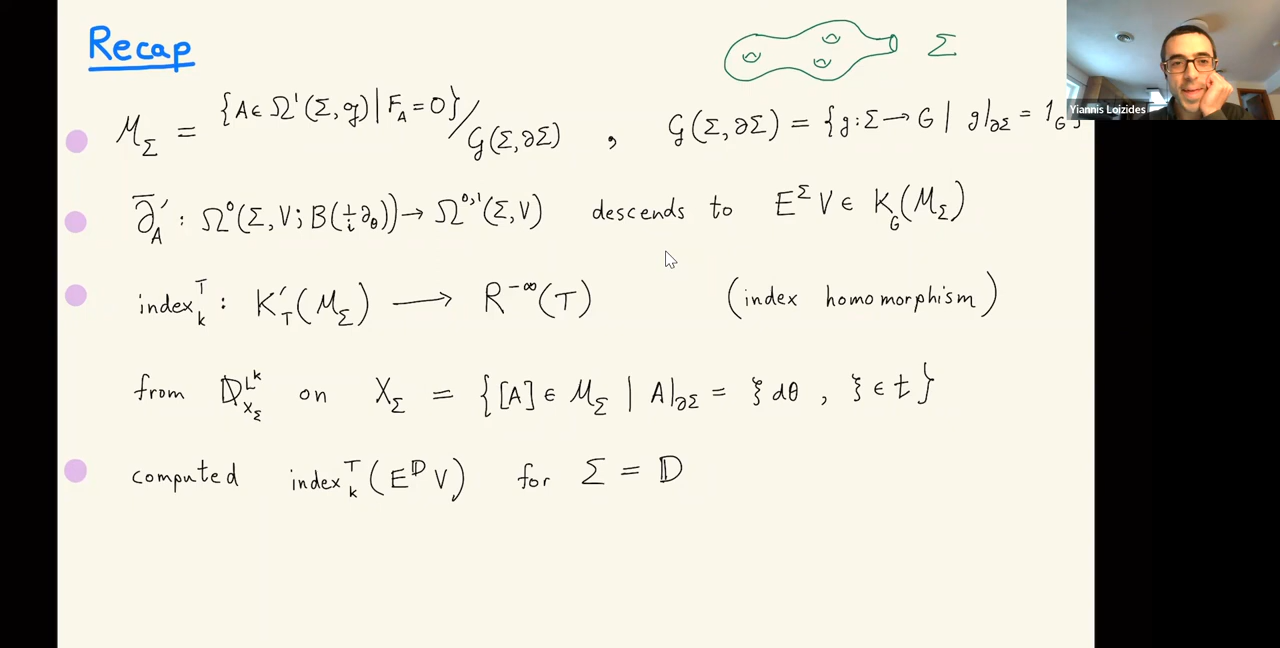 Recap
Σ
Yiannis Loizides
M_Σ = {A ∈ Ω¹(Σ, 𝔤) | F_A = 0} / G(Σ, ∂Σ) , G(Σ, ∂Σ) = {g : Σ → G | g|_∂Σ = 1_G}
∂̄'_A : Ω⁰(Σ, V; B(1/i ∂_θ)) → Ω^{0,1}(Σ, V) descends to E^Σ V ∈ K_G(M_Σ)
index^T_k : K'_T(M_Σ) ⟶ R^{-∞}(T) (index homomorphism)
from D^{L^k}_{X_Σ} on X_Σ = {[A] ∈ M_Σ | A|_∂Σ = ξ dθ , ξ ∈ t}
computed index^T_k (E^𝔻 V) for Σ = 𝔻